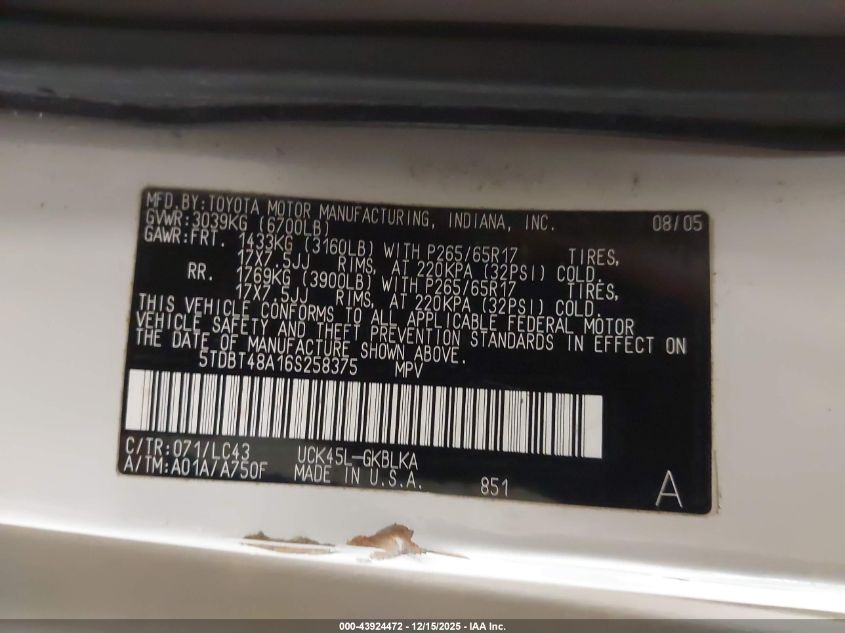 MFD.BY:TOYOTA MOTOR MANUFACTURING, INDIANA, INC. 08/05
GVWR:3039KG (6700LB)
GAWR:FRT. 1433KG (3160LB) WITH P265/65R17 TIRES,
17X7.5JJ RIMS, AT 220KPA (32PSI) COLD.
RR. 1769KG (3900LB) WITH P265/65R17 TIRES,
17X7.5JJ RIMS, AT 220KPA (32PSI) COLD.
THIS VEHICLE CONFORMS TO ALL APPLICABLE FEDERAL MOTOR
VEHICLE SAFETY AND THEFT PREVENTION STANDARDS IN EFFECT ON
THE DATE OF MANUFACTURE SHOWN ABOVE.
5TDBT48A16S258375 MPV
C/TR:071/LC43 UCK45L-GKBLKA
A/TM:A01A/A750F MADE IN U.S.A. 851 A
000-43924472 - 12/15/2025 - IAA Inc.